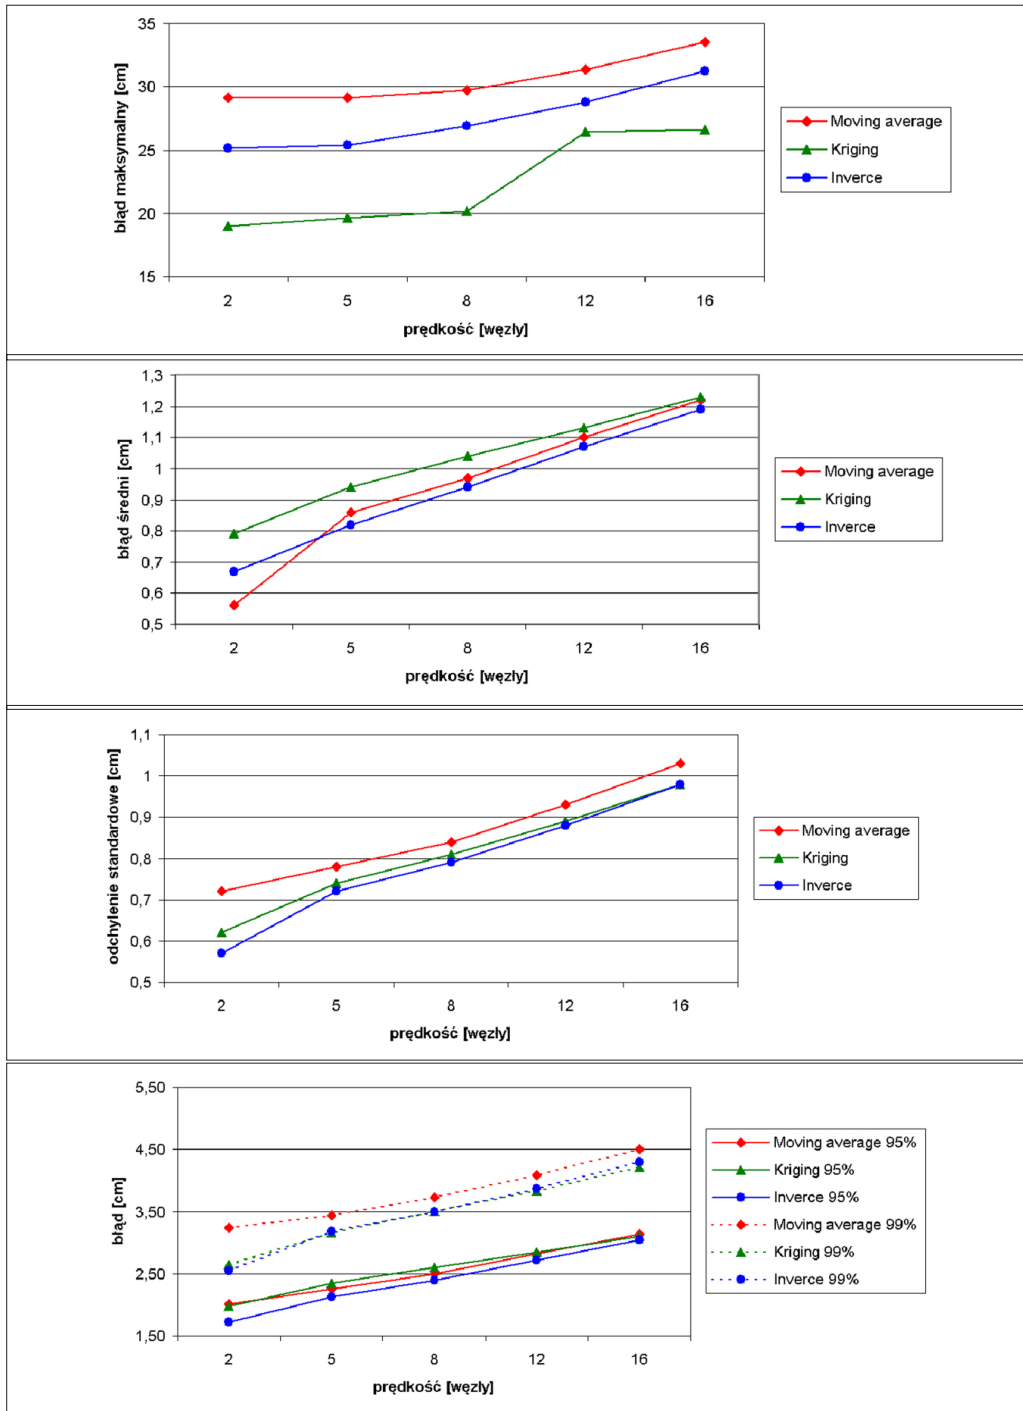 35
30
25
20
15
błąd maksymalny [cm]
2 5 8 12 16
prędkość [węzly]
Moving average
Kriging
Inverce
1,3
1,2
1,1
1
0,9
0,8
0,7
0,6
0,5
błąd średni [cm]
2 5 8 12 16
prędkość [węzly]
Moving average
Kriging
Inverce
1,1
1
0,9
0,8
0,7
0,6
0,5
odchylenie standardowe [cm]
2 5 8 12 16
prędkość [węzly]
Moving average
Kriging
Inverce
5,50
4,50
3,50
2,50
1,50
błąd [cm]
2 5 8 12 16
prędkość [węzly]
Moving average 95%
Kriging 95%
Inverce 95%
Moving average 99%
Kriging 99%
Inverce 99%